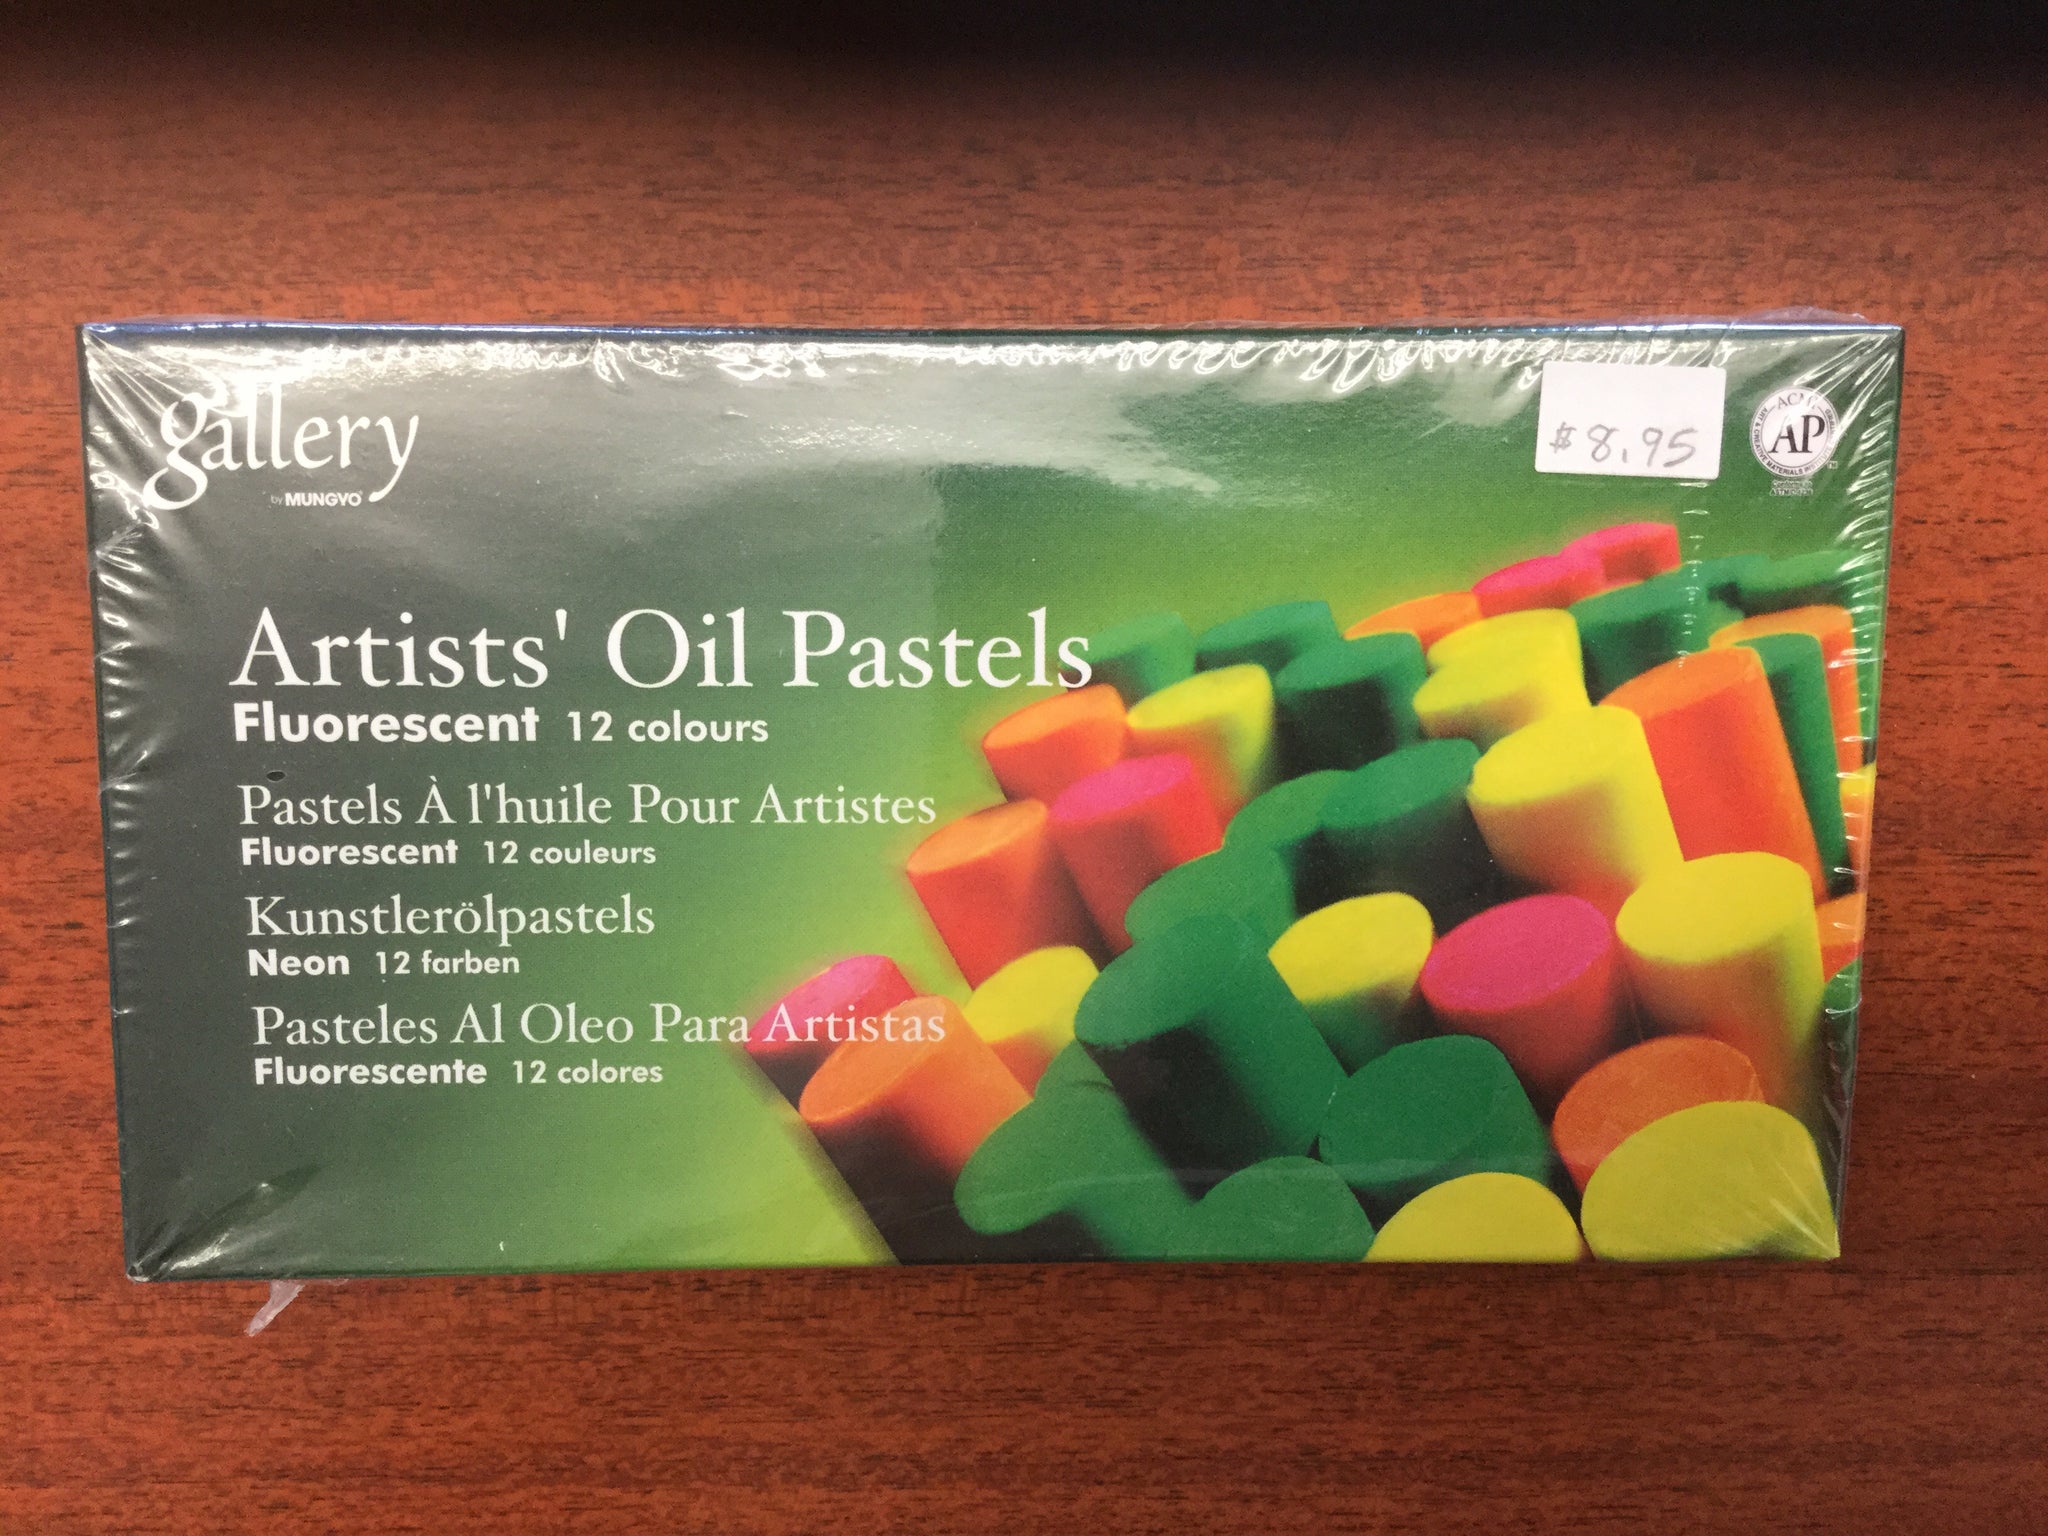 gallery
by MUNGYO
$8.95
AP
Artists' Oil Pastels
Fluorescent 12 colours
Pastels À l'huile Pour Artistes
Fluorescent 12 couleurs
Kunstlerölpastels
Neon 12 farben
Pasteles Al Oleo Para Artistas
Fluorescente 12 colores